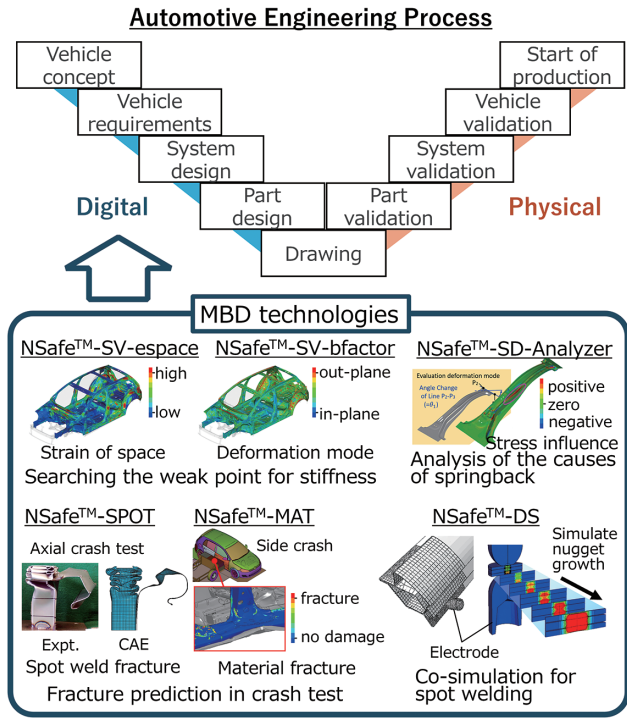 Automotive Engineering Process
Vehicle
concept
Start of
production
Vehicle
requirements
Vehicle
validation
System
design
System
validation
Digital
Part
design
Part
validation
Physical
Drawing
MBD technologies
NSafe™-SV-espace
high
low
Strain of space
NSafe™-SV-bfactor
out-plane
in-plane
Deformation mode
Searching the weak point for stiffness
NSafe™-SD-Analyzer
Evaluation deformation mode
P₂
Angle Change
of Line P₂-P₃
(=θ₁)
positive
zero
negative
Stress influence
Analysis of the causes
of springback
NSafe™-SPOT
Axial crash test
Expt.
CAE
Spot weld fracture
NSafe™-MAT
Side crash
fracture
no damage
Material fracture
Fracture prediction in crash test
NSafe™-DS
Simulate
nugget
growth
Electrode
Co-simulation for
spot welding